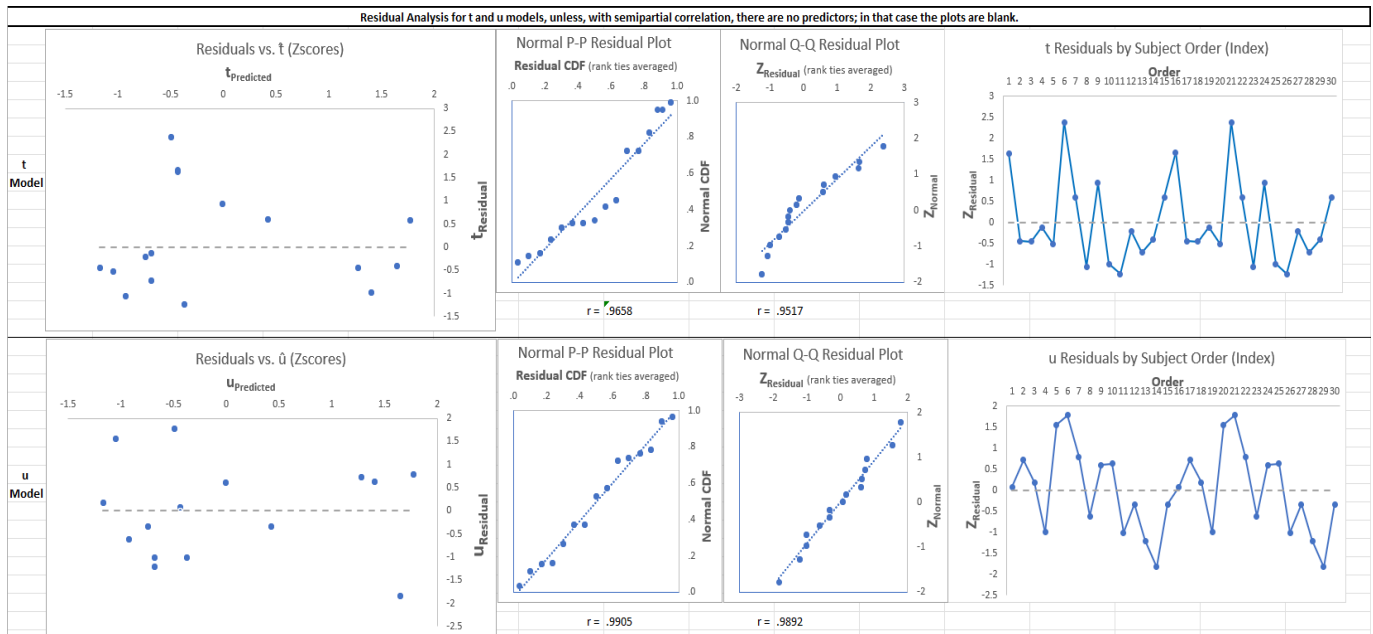 Residual Analysis for t and u models, unless, with semipartial correlation, there are no predictors; in that case the plots are blank.
t
Model
Residuals vs. t̂ (Zscores)
tPredicted
-1.5 -1 -0.5 0 0.5 1 1.5 2
3
2.5
2
1.5
1
0.5
0
-0.5
-1
-1.5
tResidual
Normal P-P Residual Plot
Residual CDF (rank ties averaged)
.0 .2 .4 .6 .8 1.0
1.0
.8
.6
.4
.2
.0
Normal CDF
r = .9658
Normal Q-Q Residual Plot
ZResidual (rank ties averaged)
-2 -1 0 1 2 3
3
2
1
0
-1
-2
ZNormal
r = .9517
t Residuals by Subject Order (Index)
Order
1 2 3 4 5 6 7 8 9 10 11 12 13 14 15 16 17 18 19 20 21 22 23 24 25 26 27 28 29 30
3
2.5
2
1.5
1
0.5
0
-0.5
-1
-1.5
ZResidual
u
Model
Residuals vs. û (Zscores)
uPredicted
-1.5 -1 -0.5 0 0.5 1 1.5 2
2
1.5
1
0.5
0
-0.5
-1
-1.5
-2
-2.5
uResidual
Normal P-P Residual Plot
Residual CDF (rank ties averaged)
.0 .2 .4 .6 .8 1.0
1.0
.8
.6
.4
.2
.0
Normal CDF
r = .9905
Normal Q-Q Residual Plot
ZResidual (rank ties averaged)
-3 -2 -1 0 1 2
2
1
0
-1
-2
ZNormal
r = .9892
u Residuals by Subject Order (Index)
Order
1 2 3 4 5 6 7 8 9 10 11 12 13 14 15 16 17 18 19 20 21 22 23 24 25 26 27 28 29 30
2
1.5
1
0.5
0
-0.5
-1
-1.5
-2
-2.5
ZResidual